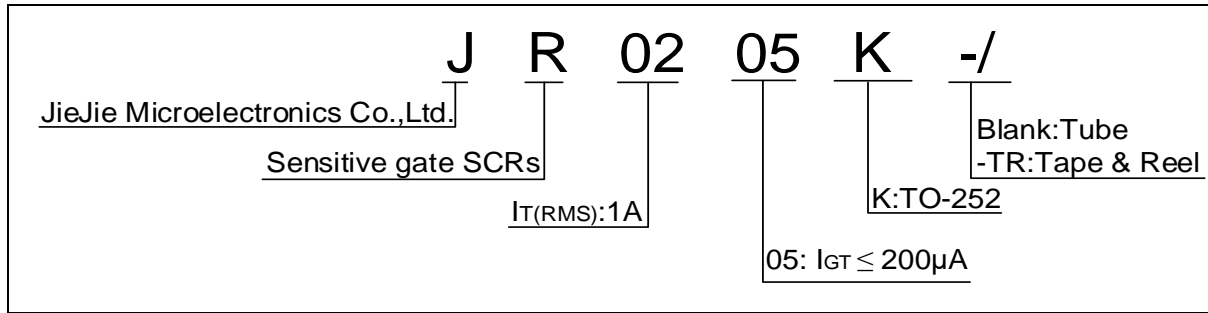 J R 02 05 K -/
JieJie Microelectronics Co.,Ltd.
Sensitive gate SCRs
IT(RMS):1A
05: IGT ≤ 200µA
K:TO-252
Blank:Tube
-TR:Tape & Reel